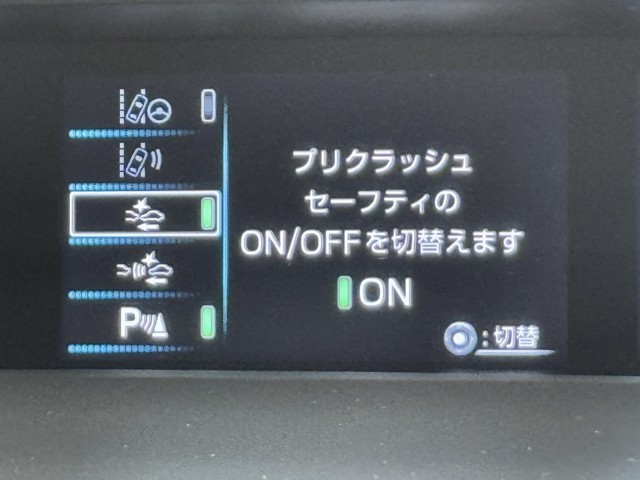 プリクラッシュ
セーフティの
ON/OFFを切替えます
ON
P
:切替